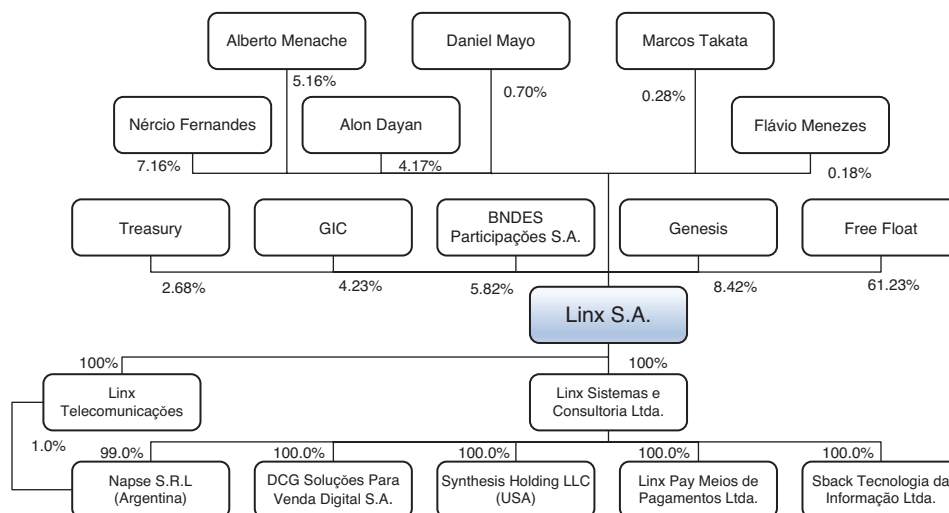 Alberto Menache
Daniel Mayo
Marcos Takata
5.16%
0.70%
0.28%
Nércio Fernandes
Alon Dayan
Flávio Menezes
7.16%
4.17%
0.18%
Treasury
GIC
BNDES
Participações S.A.
Genesis
Free Float
2.68%
4.23%
5.82%
8.42%
61.23%
Linx S.A.
100%
100%
Linx
Telecomunicações
Linx Sistemas e
Consultoria Ltda.
1.0%
99.0%
100.0%
100.0%
100.0%
100.0%
Napse S.R.L
(Argentina)
DCG Soluções Para
Venda Digital S.A.
Synthesis Holding LLC
(USA)
Linx Pay Meios de
Pagamentos Ltda.
Sback Tecnologia da
Informação Ltda.